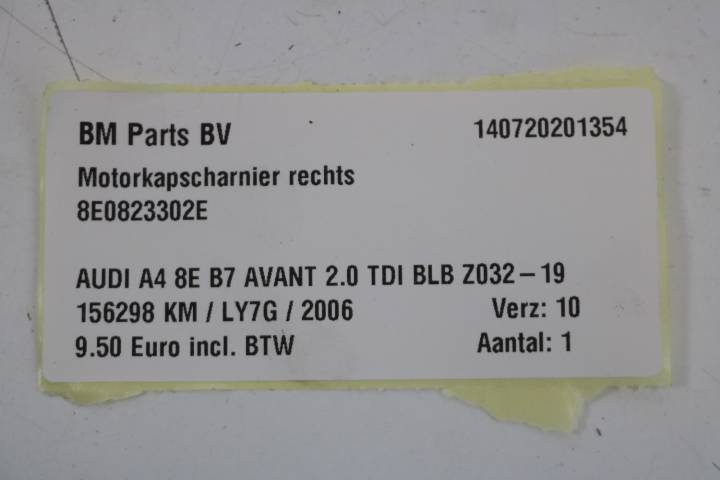 BM Parts BV 140720201354
Motorkapscharnier rechts
8E0823302E
AUDI A4 8E B7 AVANT 2.0 TDI BLB Z032-19
156298 KM / LY7G / 2006 Verz: 10
9.50 Euro incl. BTW Aantal: 1